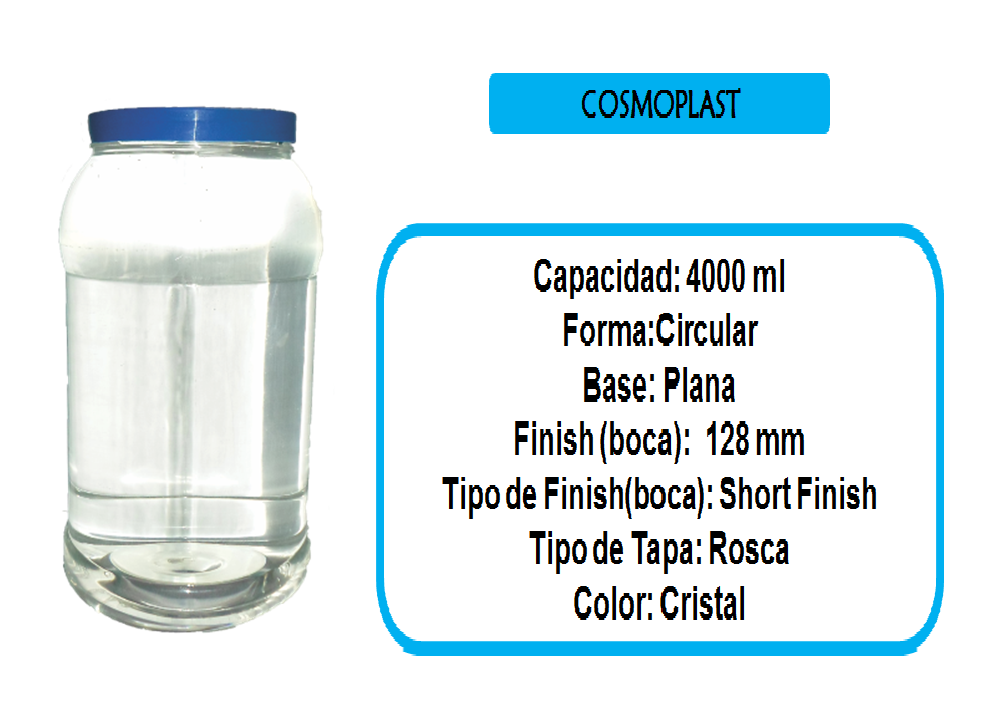 COSMOPLAST
Capacidad: 4000 ml
Forma:Circular
Base: Plana
Finish (boca): 128 mm
Tipo de Finish(boca): Short Finish
Tipo de Tapa: Rosca
Color: Cristal